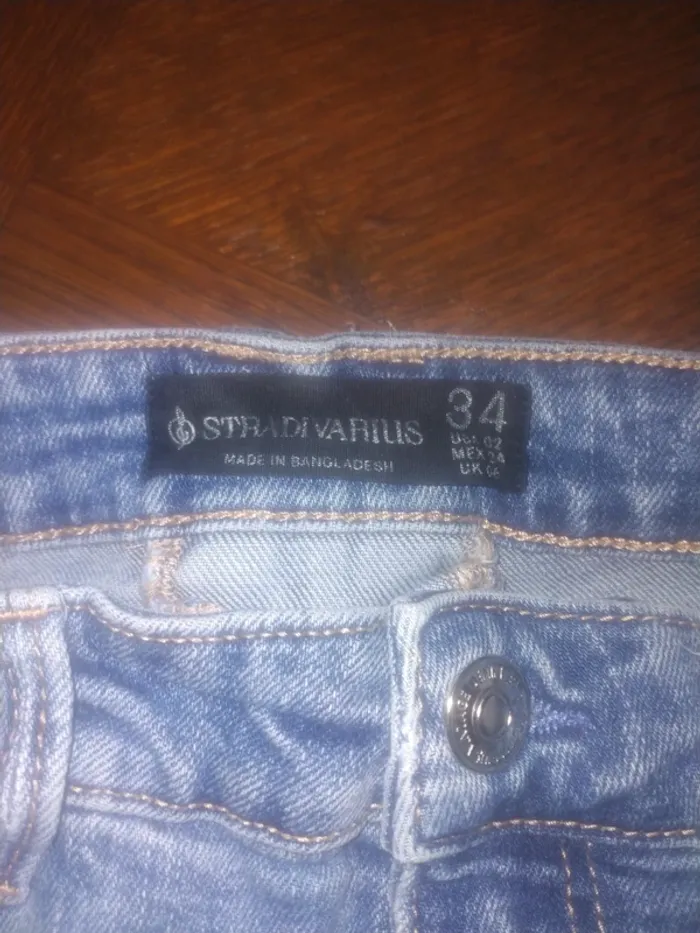 STRADIVARIUS
MADE IN BANGLADESH
34
USA 02
MEX 24
UK 06